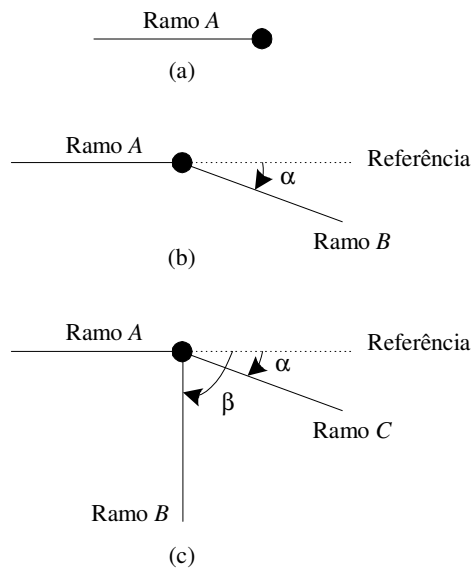 Ramo A
(a)
Ramo A
Referência
α
Ramo B
(b)
Ramo A
Referência
α
β
Ramo C
Ramo B
(c)